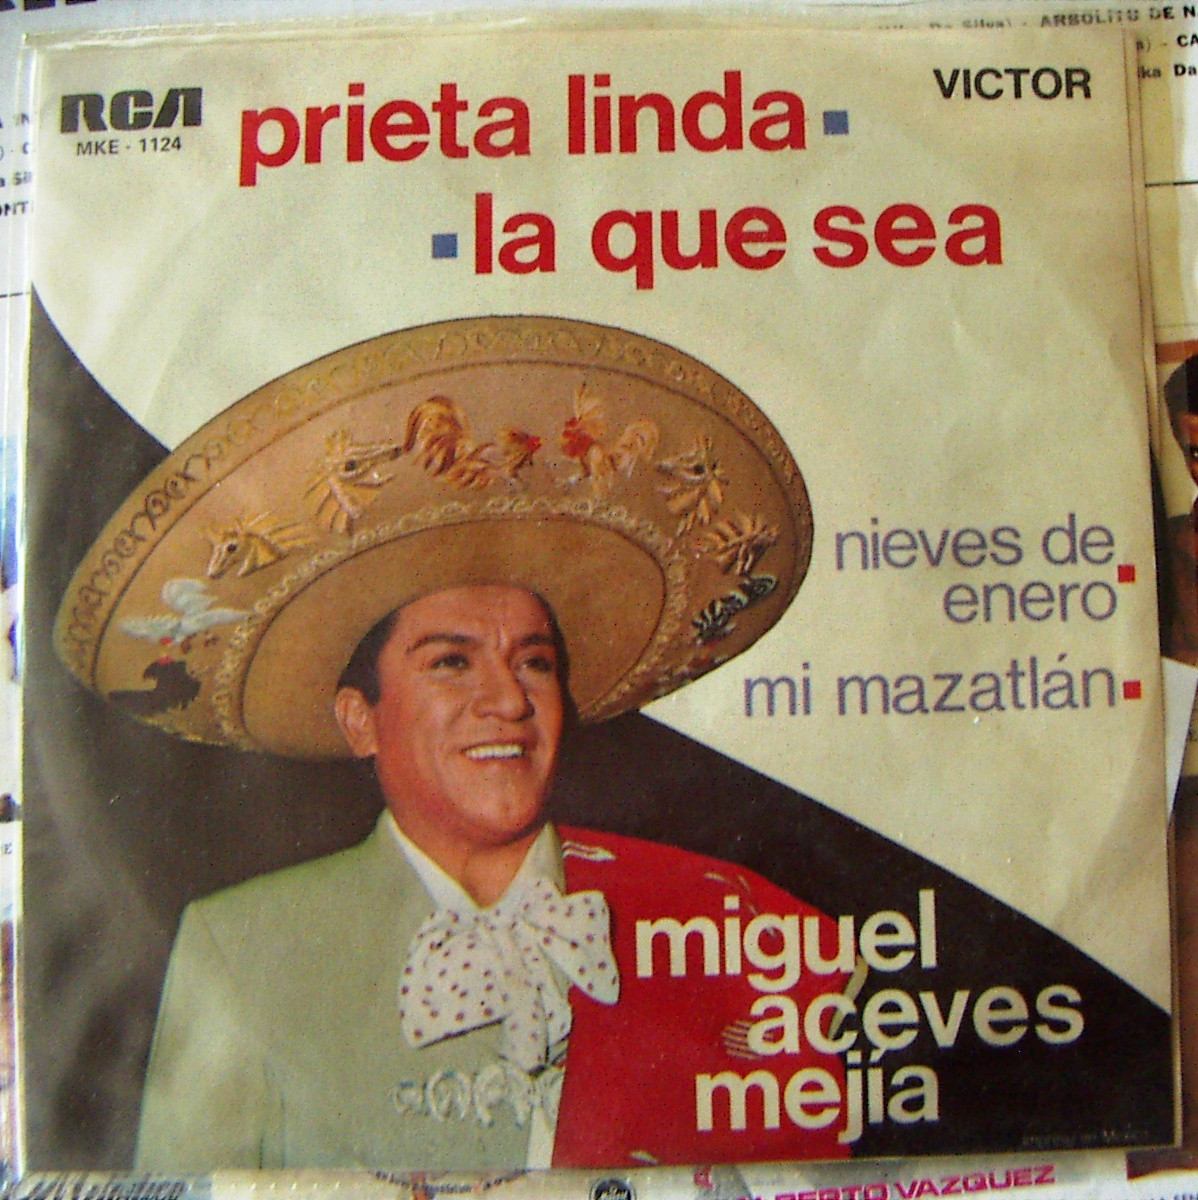 RCA
VICTOR
MKE - 1124
prieta linda
la que sea
nieves de
enero
mi mazatlán
miguel
aceves
mejía
ARBOLITO DE
VAZQUEZ